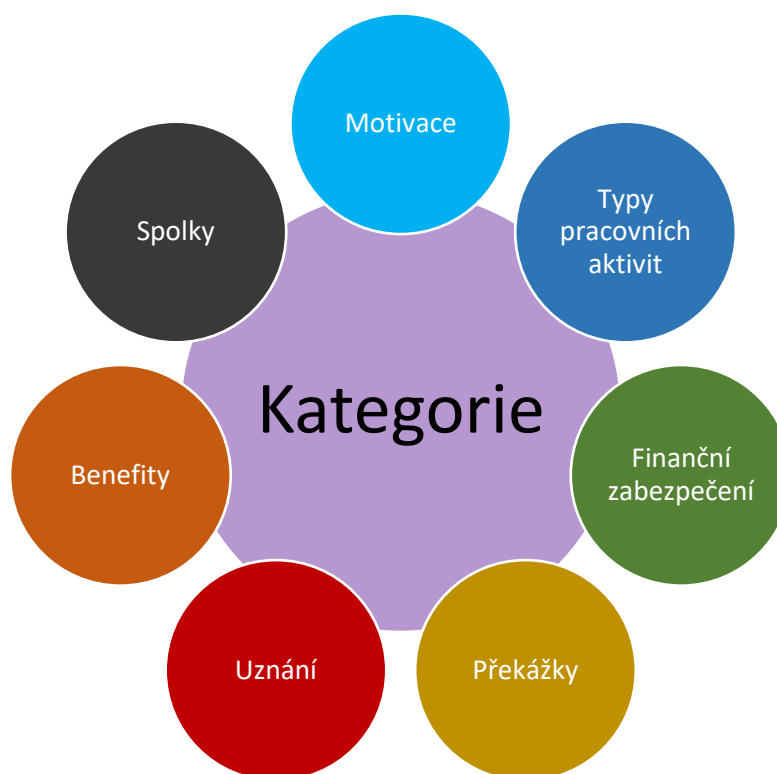 Motivace
Typy
pracovních
aktivit
Spolky
Kategorie
Finanční
zabezpečení
Benefity
Překážky
Uznání